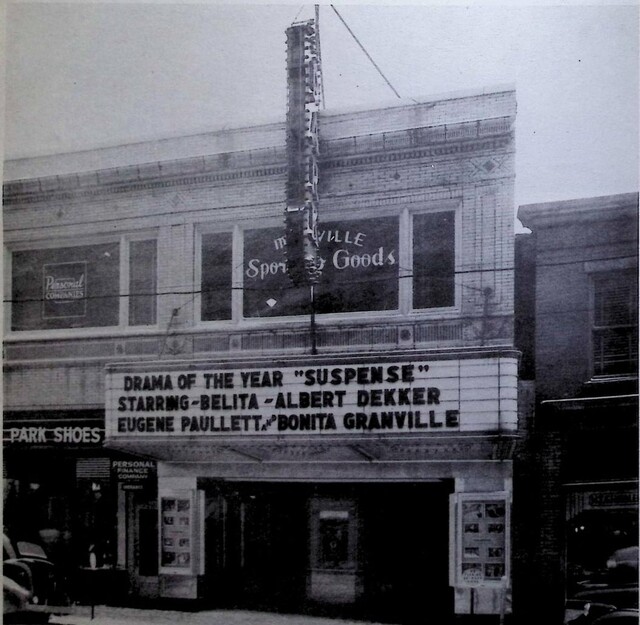 Sporting Goods
Personal
COMPANIES
DRAMA OF THE YEAR "SUSPENSE"
STARRING-BELITA-ALBERT DEKKER
EUGENE PAULLETT AND BONITA GRANVILLE
PARK SHOES
PERSONAL
FINANCE
COMPANY